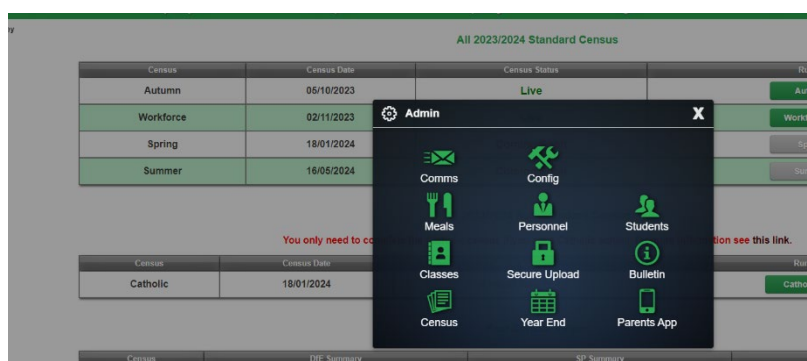 All 2023/2024 Standard Census
Census Census Date Census Status
Autumn 05/10/2023 Live
Workforce 02/11/2023
Spring 18/01/2024
Summer 16/05/2024
Admin X
Comms Config
Meals Personnel Students
Classes Secure Upload Bulletin
Census Year End Parents App
You only need to co
tion see this link.
Census Census Date
Catholic 18/01/2024
Census DfE Summary SP Summary